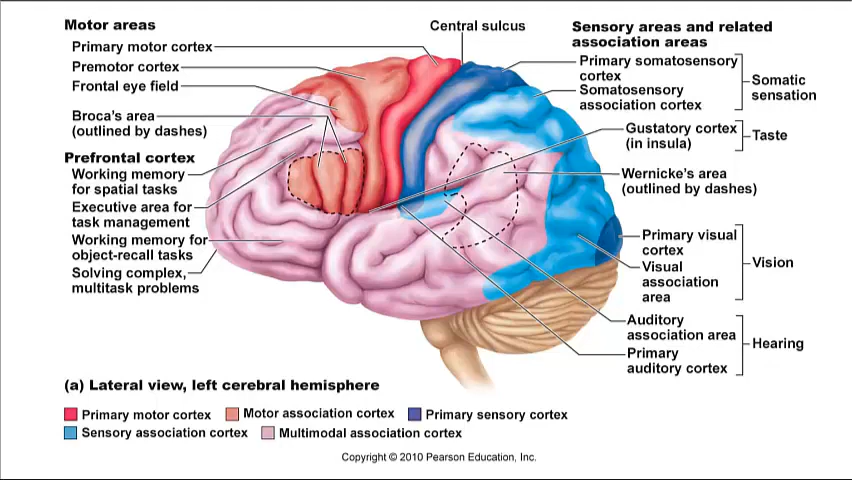 Motor areas
Primary motor cortex
Premotor cortex
Frontal eye field
Broca's area
(outlined by dashes)
Prefrontal cortex
Working memory
for spatial tasks
Executive area for
task management
Working memory for
object-recall tasks
Solving complex,
multitask problems
Central sulcus
Sensory areas and related
association areas
Primary somatosensory
cortex
Somatosensory
association cortex
Somatic
sensation
Gustatory cortex
(in insula)
Taste
Wernicke's area
(outlined by dashes)
Primary visual
cortex
Visual
association
area
Vision
Auditory
association area
Primary
auditory cortex
Hearing
(a) Lateral view, left cerebral hemisphere
Primary motor cortex
Motor association cortex
Primary sensory cortex
Sensory association cortex
Multimodal association cortex
Copyright © 2010 Pearson Education, Inc.